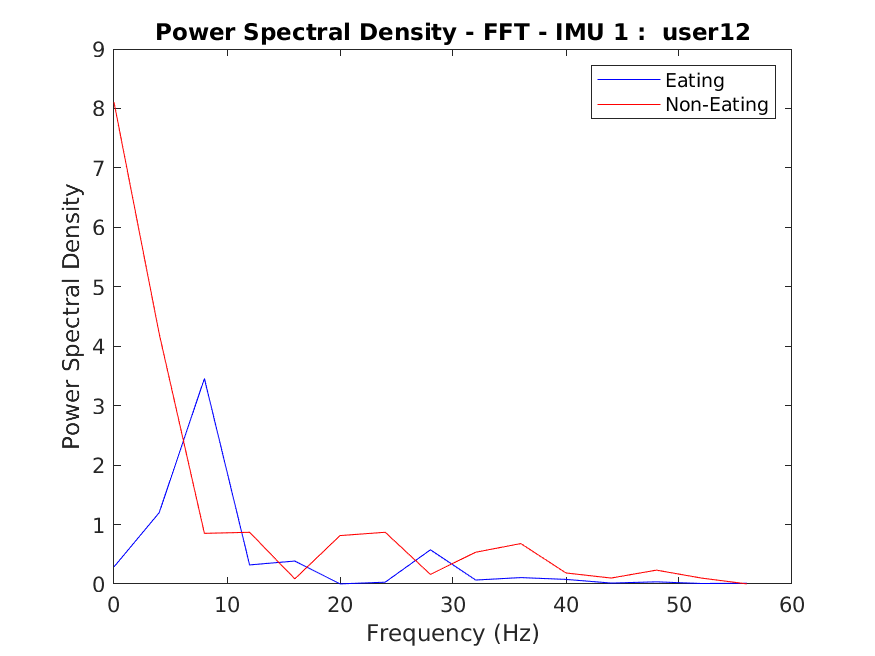 Power Spectral Density - FFT - IMU 1 :  user12
Eating
Non-Eating
Power Spectral Density
9
8
7
6
5
4
3
2
1
0
0 10 20 30 40 50 60
Frequency (Hz)